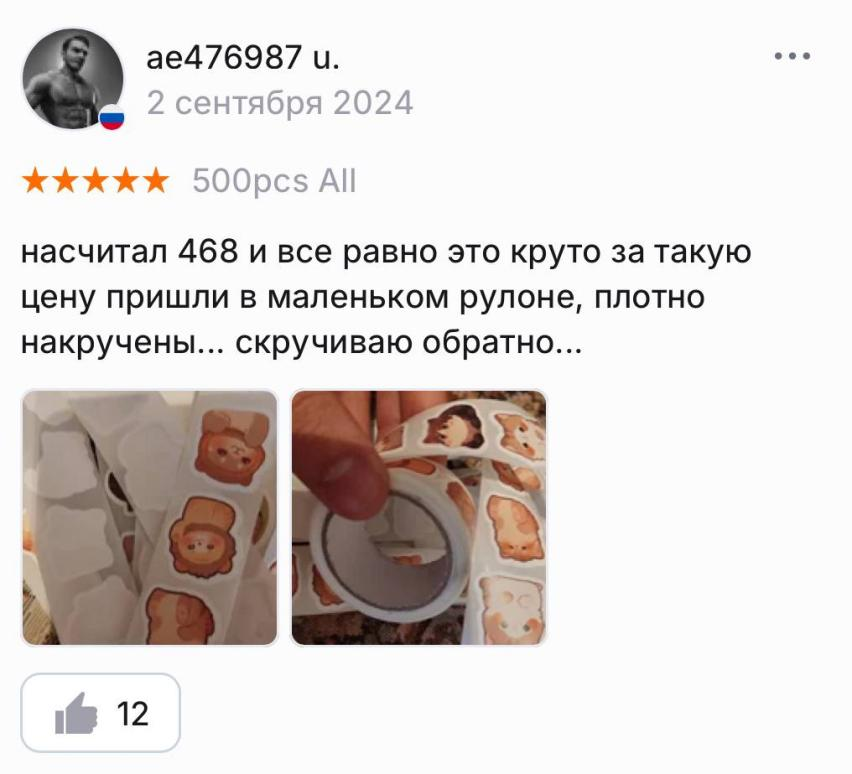 ae476987 u.
2 сентября 2024
500pcs All
насчитал 468 и все равно это круто за такую
цену пришли в маленьком рулоне, плотно
накручены... скручиваю обратно...
12